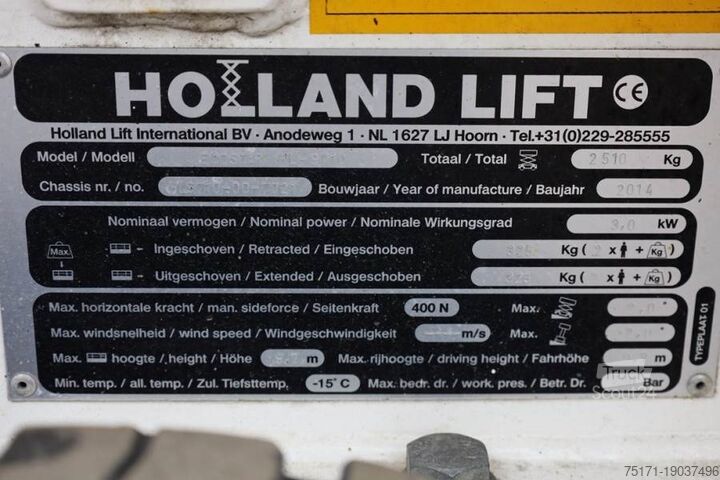 HOLLAND LIFT CE
Holland Lift International BV · Anodeweg 1 · NL 1627 LJ Hoorn · Tel.+31(0)229-285555
Model / Modell Totaal / Total 2510 Kg
Chassis nr. / no. Bouwjaar / Year of manufacture / Baujahr 2014
Nominaal vermogen / Nominal power / Nominale Wirkungsgrad 3,0 kW
Max. Ingeschoven / Retracted / Eingeschoben Kg ( x + Kg )
Uitgeschoven / Extended / Ausgeschoben Kg ( x + Kg )
Max. horizontale kracht / man. sideforce / Seitenkraft 400 N Max.
Max. windsnelheid / wind speed / Windgeschwindigkeit m/s Max.
Max. hoogte / height / Höhe m Max. rijhoogte / driving height / Fahrhöhe m
Min. temp. / all. temp. / Zul. Tiefsttemp. -15°C Max. bedr. dr. / work. pres. / Betr. Dr. Bar
TYPEPLAAT 01
Truck
Scout24
75171-19037496